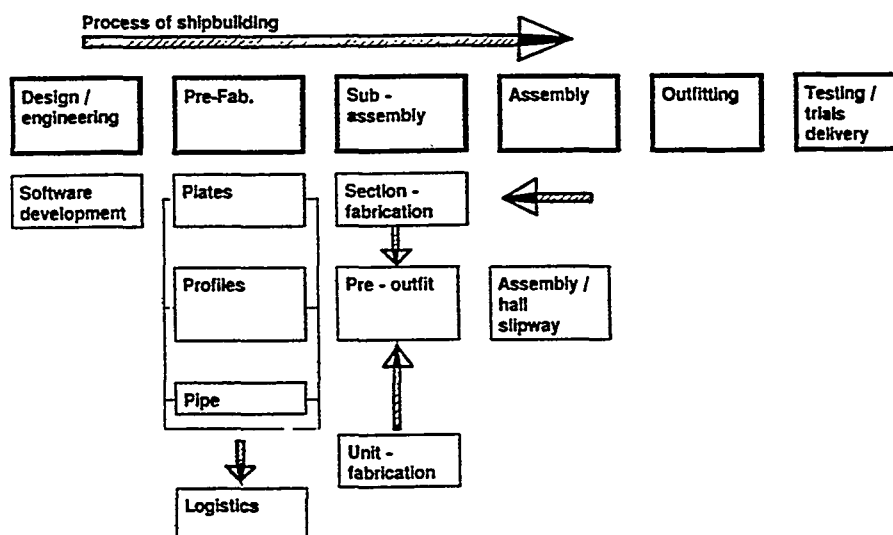 Process of shipbuilding
Design /
engineering
Pre-Fab.
Sub -
assembly
Assembly
Outfitting
Testing /
trials
delivery
Software
development
Plates
Section -
fabrication
Profiles
Pre - outfit
Assembly /
hall
slipway
Pipe
Unit -
fabrication
Logistics